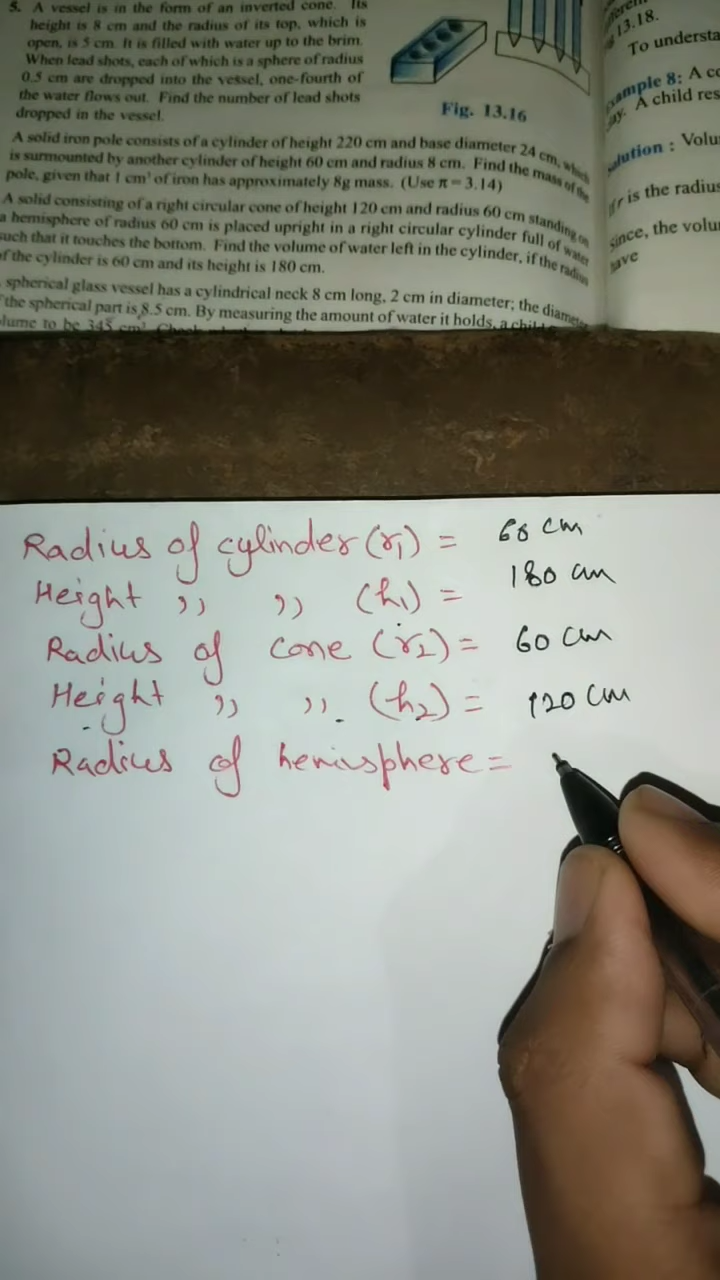 5. A vessel is in the form of an inverted cone. Its
height is 8 cm and the radius of its top, which is
open, is 5 cm. It is filled with water up to the brim.
When lead shots, each of which is a sphere of radius
0.5 cm are dropped into the vessel, one-fourth of
the water flows out. Find the number of lead shots
dropped in the vessel.
Fig. 13.16
A solid iron pole consists of a cylinder of height 220 cm and base diameter 24 cm, which
is surmounted by another cylinder of height 60 cm and radius 8 cm. Find the mass of the
pole, given that 1 cm³ of iron has approximately 8g mass. (Use π = 3.14)
A solid consisting of a right circular cone of height 120 cm and radius 60 cm standing on
a hemisphere of radius 60 cm is placed upright in a right circular cylinder full of water
such that it touches the bottom. Find the volume of water left in the cylinder, if the radius
of the cylinder is 60 cm and its height is 180 cm.
spherical glass vessel has a cylindrical neck 8 cm long, 2 cm in diameter; the diameter
the spherical part is 8.5 cm. By measuring the amount of water it holds, a child
lume to be 345 cm³.
13.18.
To understa
ample 8: A co
ay. A child res
olution : Volu
r is the radius
Since, the volu
have
Radius of cylinder (r₁) = 60 cm
Height ,, ,, (h₁) = 180 cm
Radius of cone (r₂) = 60 cm
Height ,, ,, (h₂) = 120 cm
Radius of hemisphere =